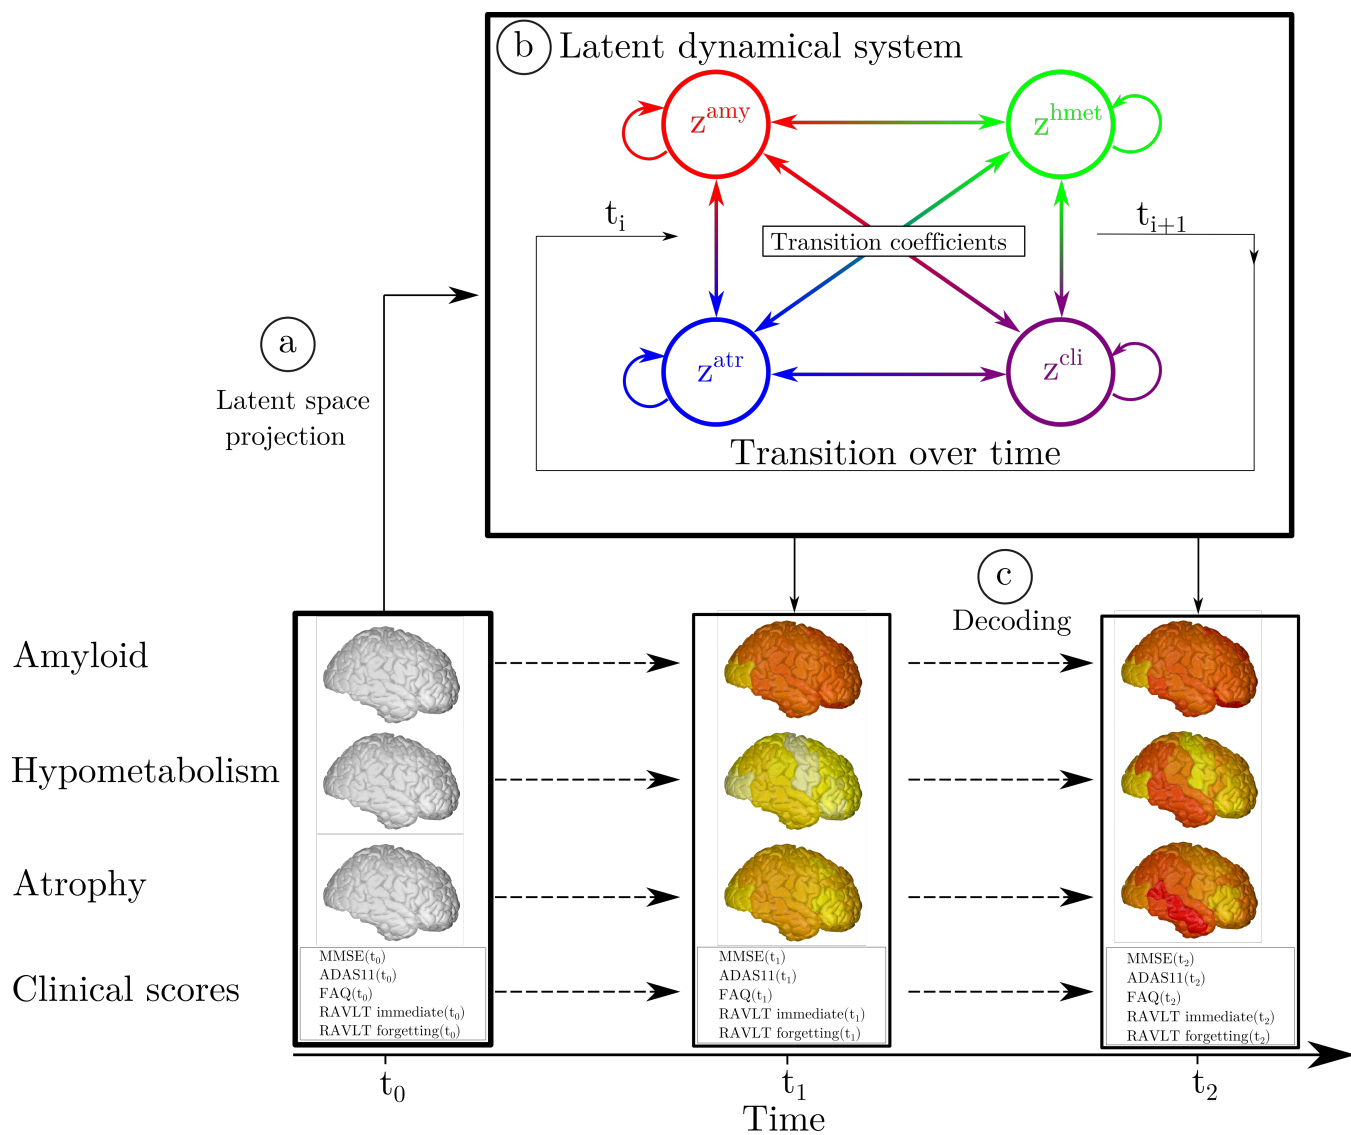 b Latent dynamical system
z^amy
z^hmet
t_i
t_{i+1}
Transition coefficients
a
z^atr
z^cli
Latent space
projection
Transition over time
c
Decoding
Amyloid
Hypometabolism
Atrophy
Clinical scores
MMSE(t_0)
ADAS11(t_0)
FAQ(t_0)
RAVLT immediate(t_0)
RAVLT forgetting(t_0)
MMSE(t_1)
ADAS11(t_1)
FAQ(t_1)
RAVLT immediate(t_1)
RAVLT forgetting(t_1)
MMSE(t_2)
ADAS11(t_2)
FAQ(t_2)
RAVLT immediate(t_2)
RAVLT forgetting(t_2)
t_0
t_1
t_2
Time